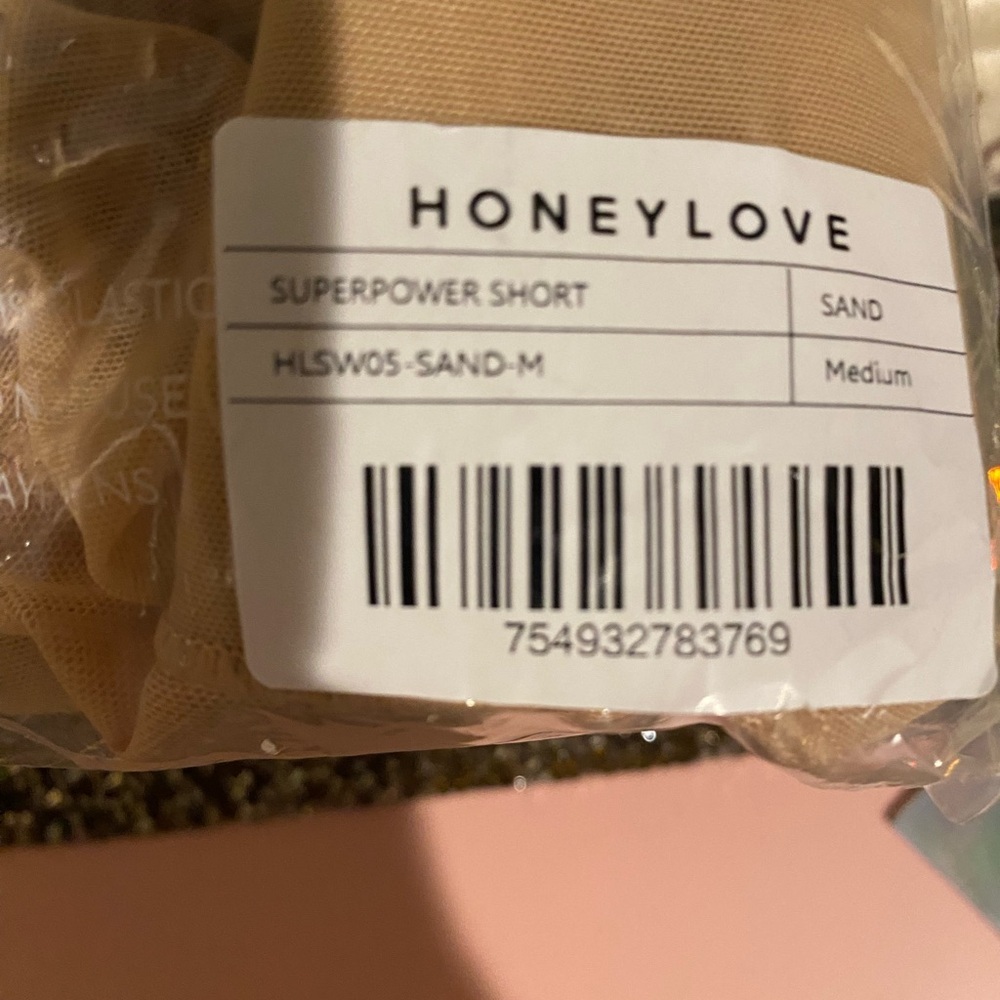 HONEYLOVE
SUPERPOWER SHORT SAND
HLSW05-SAND-M Medium
754932783769